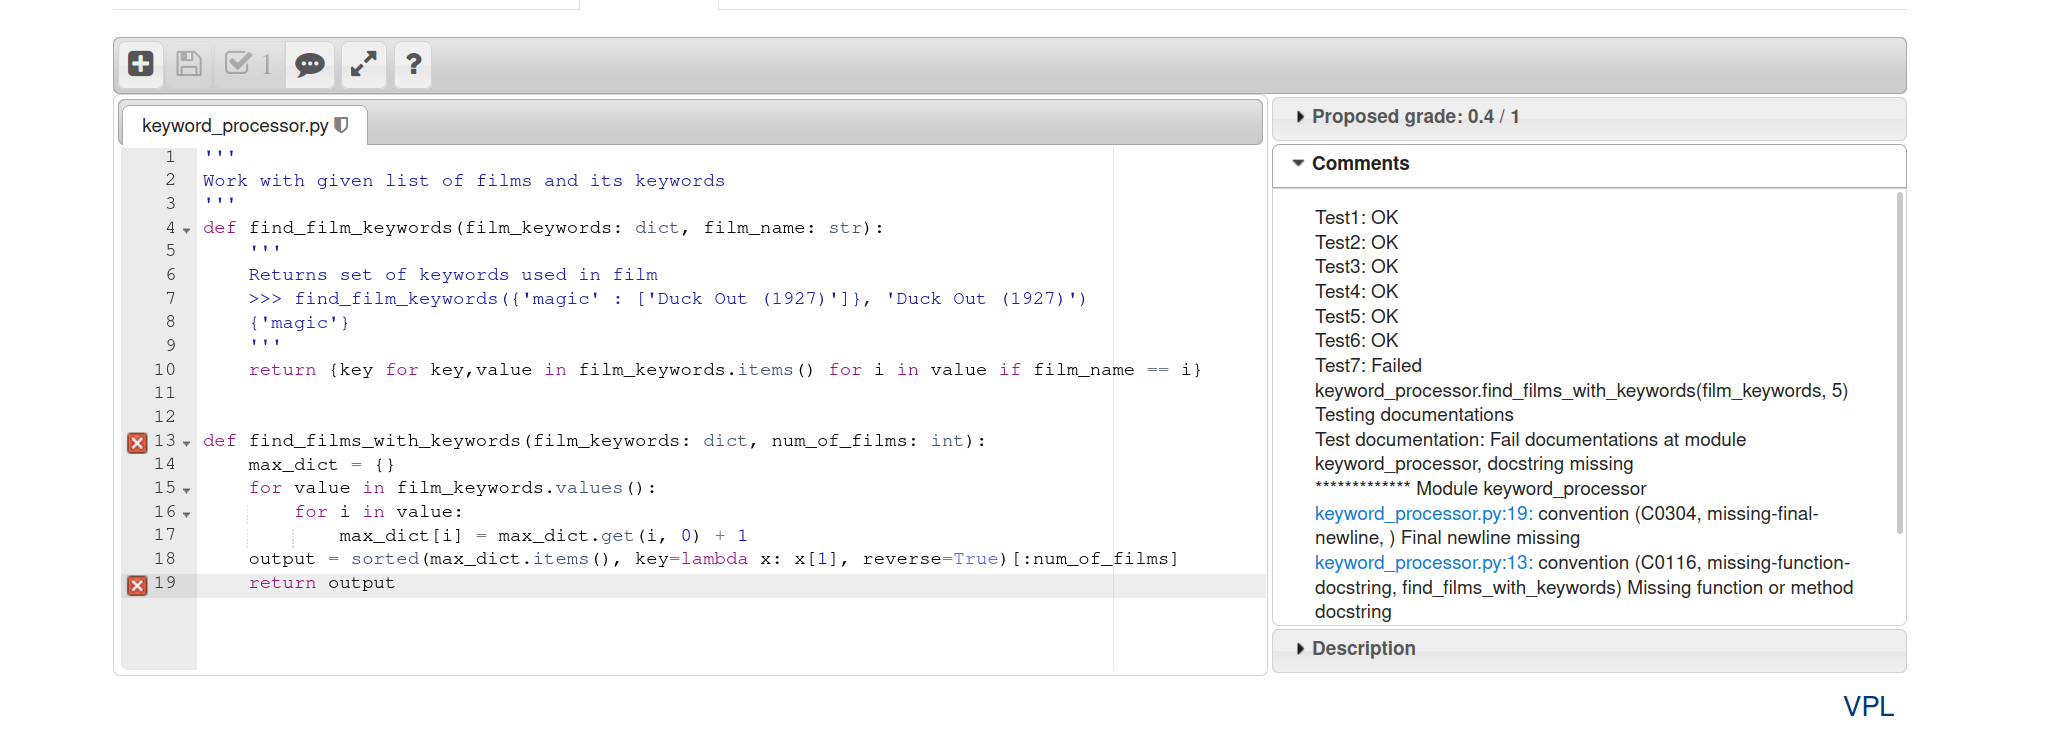 1
?
keyword_processor.py
1 '''
2 Work with given list of films and its keywords
3 '''
4 def find_film_keywords(film_keywords: dict, film_name: str):
5     '''
6     Returns set of keywords used in film
7     >>> find_film_keywords({'magic' : ['Duck Out (1927)']}, 'Duck Out (1927)')
8     {'magic'}
9     '''
10     return {key for key,value in film_keywords.items() for i in value if film_name == i}
11
12
13 def find_films_with_keywords(film_keywords: dict, num_of_films: int):
14     max_dict = {}
15     for value in film_keywords.values():
16         for i in value:
17             max_dict[i] = max_dict.get(i, 0) + 1
18     output = sorted(max_dict.items(), key=lambda x: x[1], reverse=True)[:num_of_films]
19     return output
Proposed grade: 0.4 / 1
Comments
Test1: OK
Test2: OK
Test3: OK
Test4: OK
Test5: OK
Test6: OK
Test7: Failed
keyword_processor.find_films_with_keywords(film_keywords, 5)
Testing documentations
Test documentation: Fail documentations at module
keyword_processor, docstring missing
************* Module keyword_processor
keyword_processor.py:19: convention (C0304, missing-final-
newline, ) Final newline missing
keyword_processor.py:13: convention (C0116, missing-function-
docstring, find_films_with_keywords) Missing function or method
docstring
Description
VPL